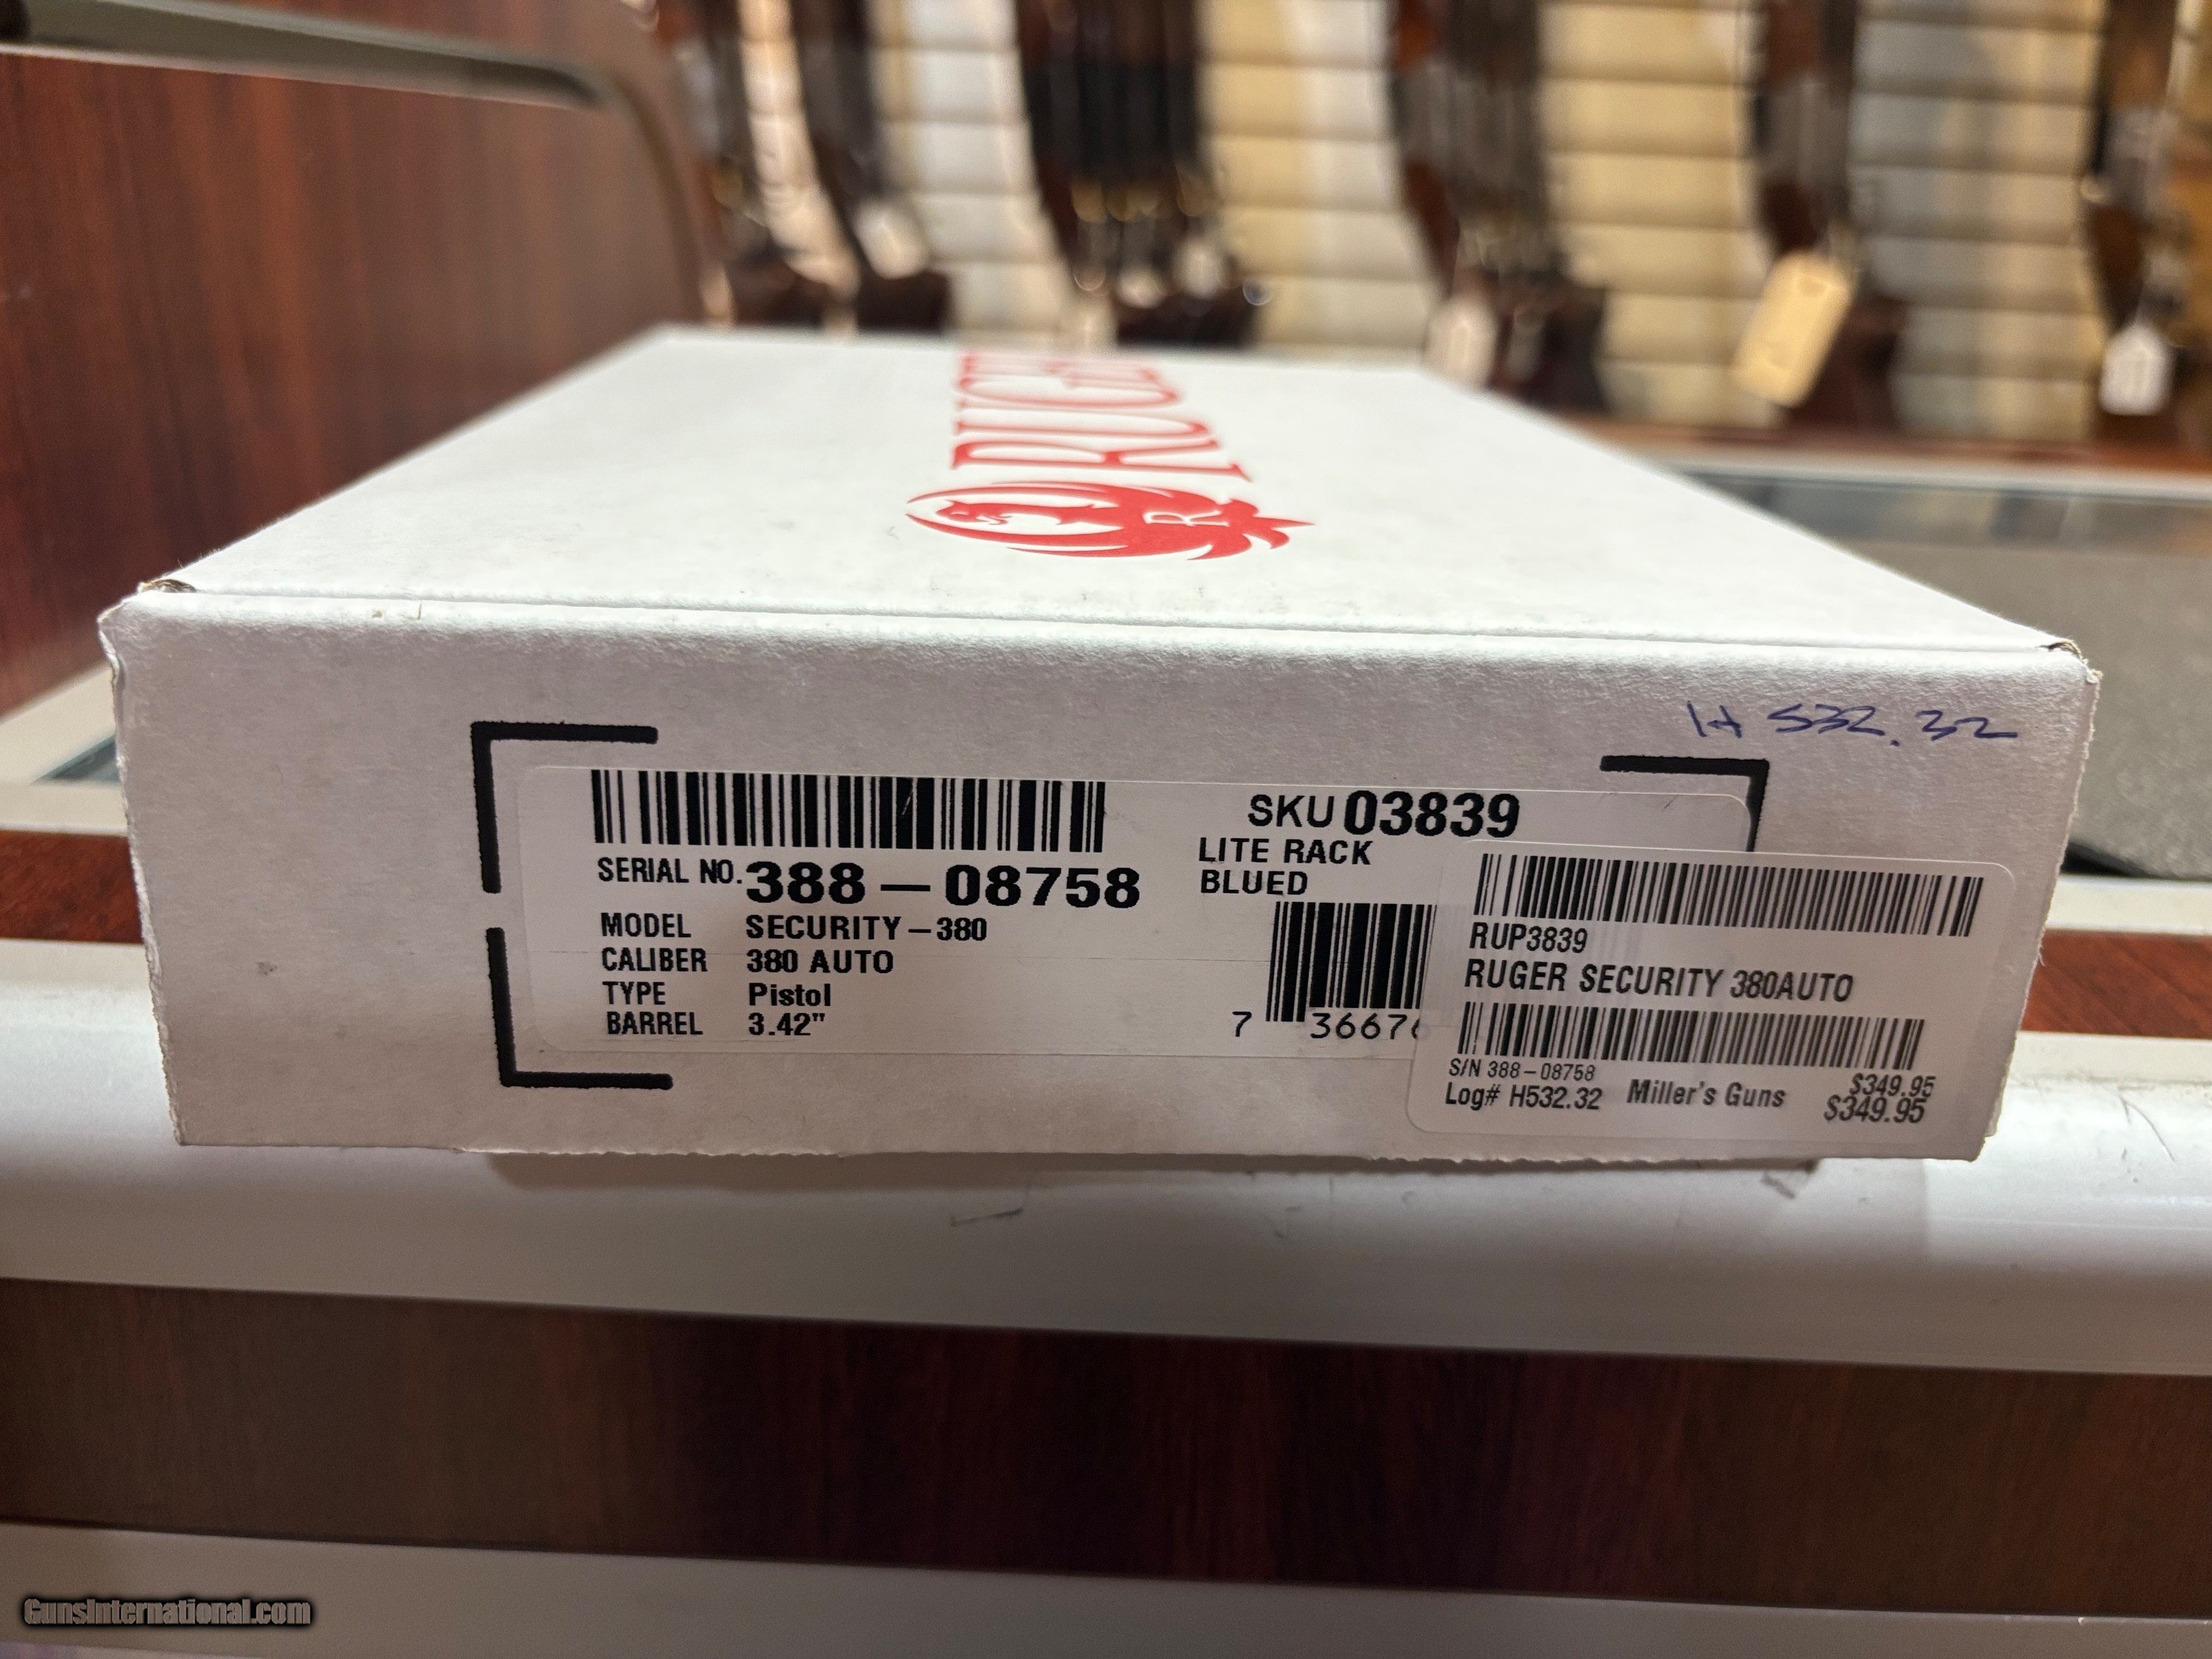 RUGER
R
H 532.32
SKU 03839
LITE RACK
BLUED
SERIAL NO. 388-08758
MODEL SECURITY-380
CALIBER 380 AUTO
TYPE Pistol
BARREL 3.42"
7 36676
RUP3839
RUGER SECURITY 380AUTO
S/N 388-08758
$349.95
Log# H532.32 Miller's Guns $349.95
GunsInternational.com